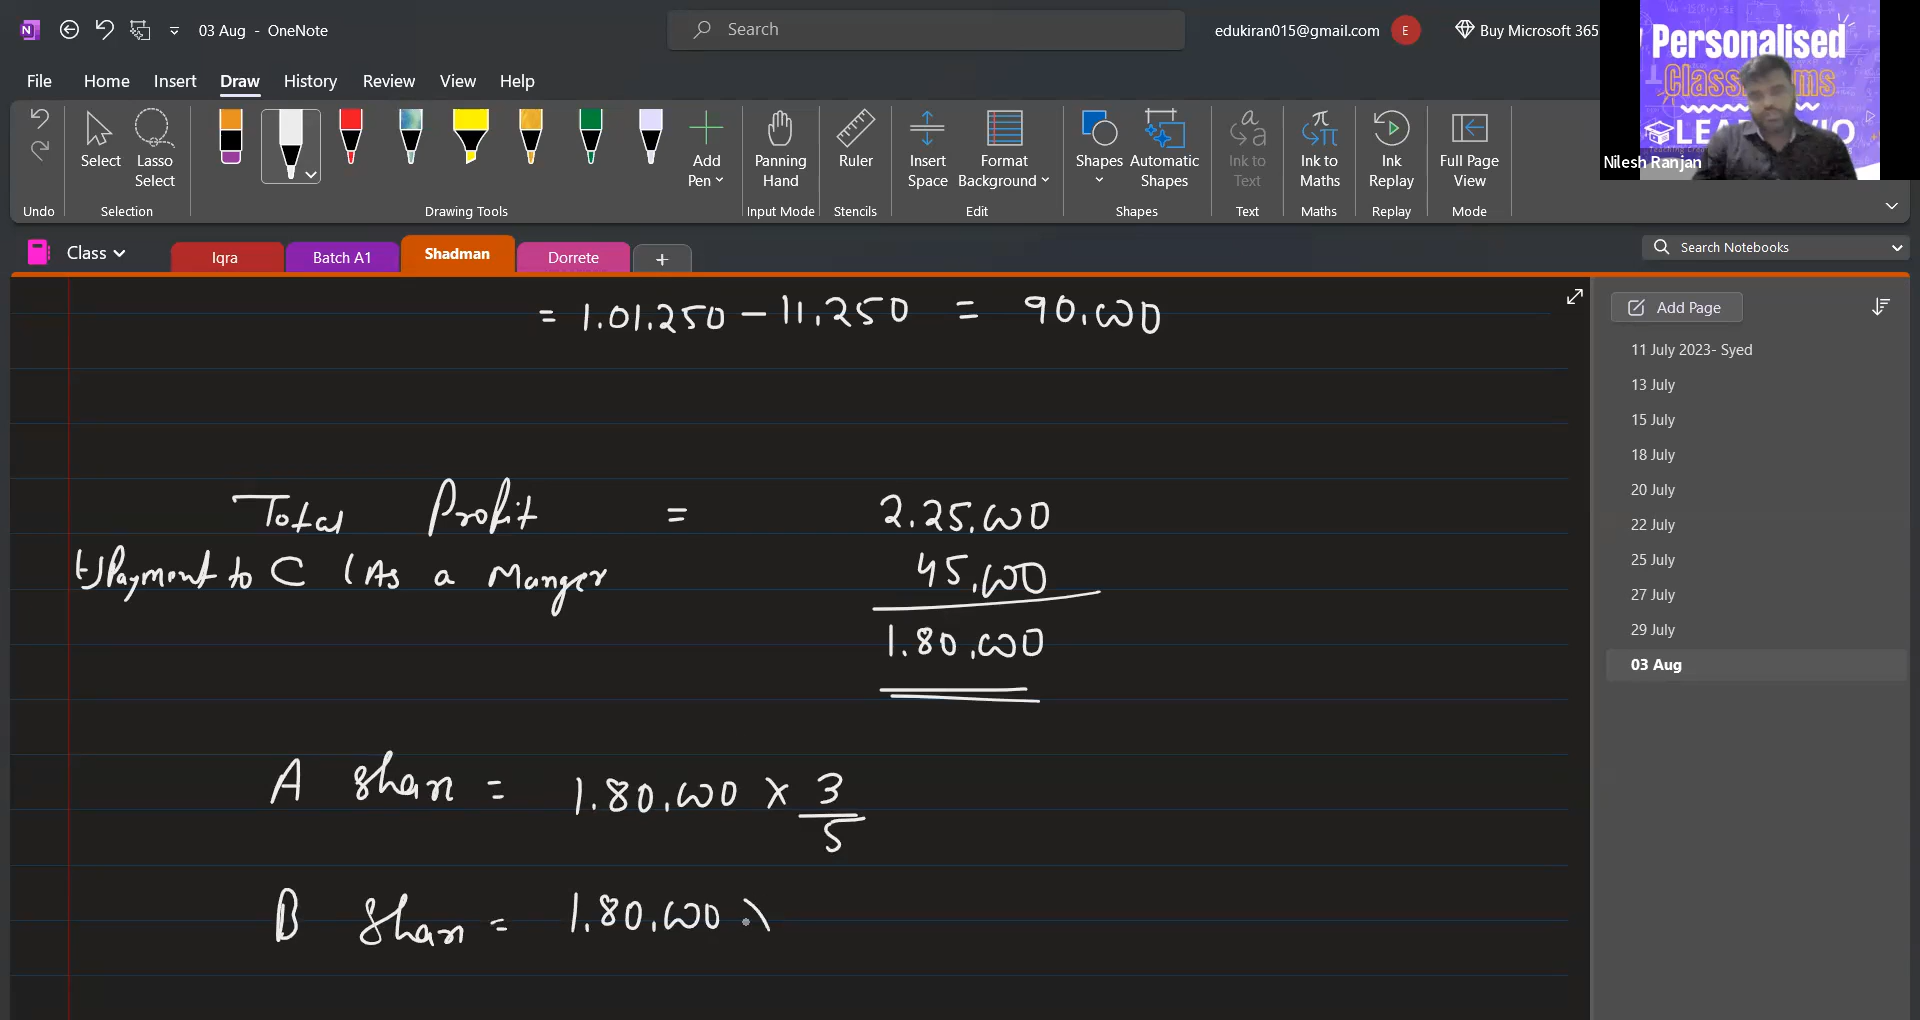 03 Aug - OneNote
Search
edukiran015@gmail.com
E
Buy Microsoft 365
File Home Insert Draw History Review View Help
Select
Lasso Select
Add Pen
Panning Hand
Ruler
Insert Space
Format Background
Shapes
Automatic Shapes
Ink to Text
Ink to Maths
Ink Replay
Full Page View
Undo
Selection
Drawing Tools
Input Mode
Stencils
Edit
Shapes
Text
Maths
Replay
Mode
Personalised
Nilesh Ranjan
Class
Iqra
Batch A1
Shadman
Dorrete
+
Search Notebooks
= 1.01.250 - 11.250 = 90.000
Total Profit = 2.25.000
(-) Payment to C (As a Manger 45.000
1.80.000
A Share = 1.80.000 × 3/5
B Share = 1.80.000
Add Page
11 July 2023- Syed
13 July
15 July
18 July
20 July
22 July
25 July
27 July
29 July
03 Aug